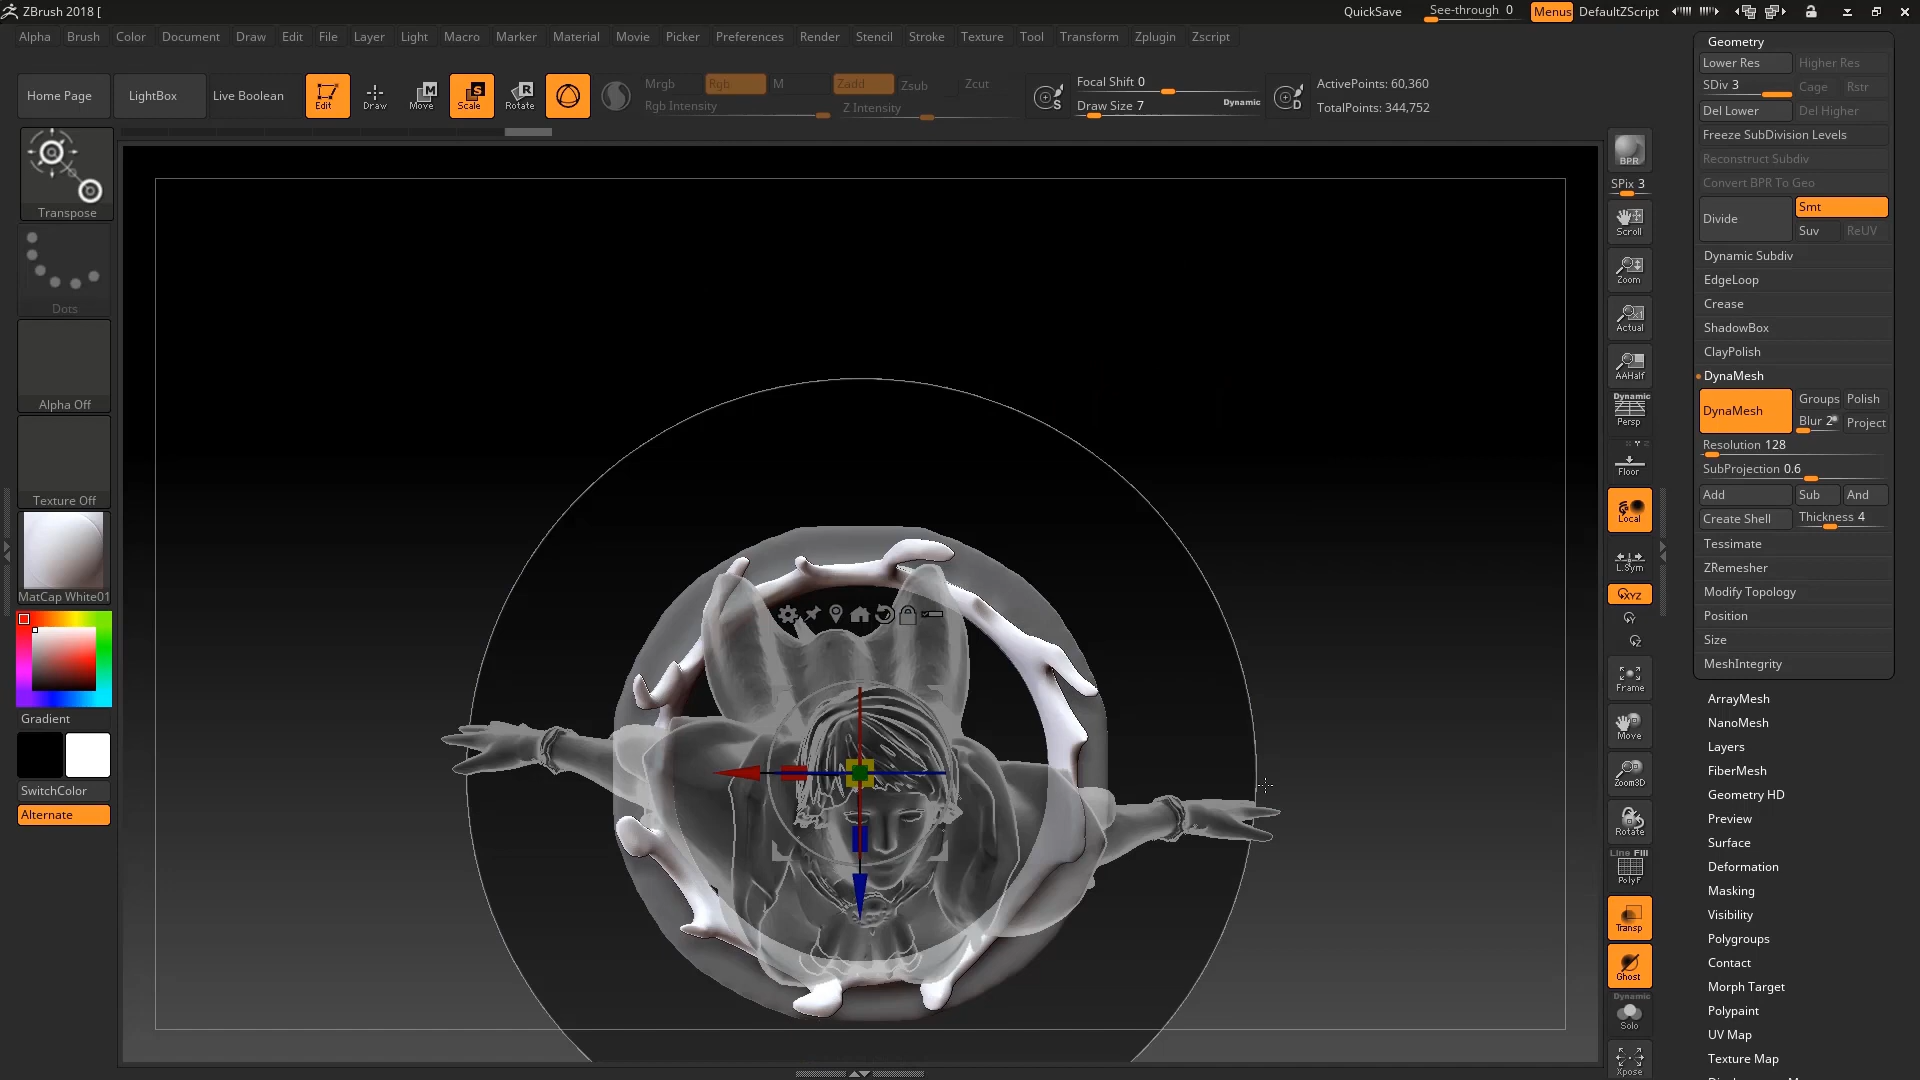 ZBrush 2018 [
QuickSave
See-through 0
Menus
DefaultZScript
Alpha Brush Color Document Draw Edit File Layer Light Macro Marker Material Movie Picker Preferences Render Stencil Stroke Texture Tool Transform Zplugin Zscript
Home Page
LightBox
Live Boolean
Edit
Draw
Move
Scale
Rotate
Mrgb Rgb M
Rgb Intensity
Zadd Zsub Zcut
Z Intensity
Focal Shift 0
Draw Size 7
Dynamic
ActivePoints: 60,360
TotalPoints: 344,752
Transpose
Dots
Alpha Off
Texture Off
MatCap White01
Gradient
SwitchColor
Alternate
BPR
SPix 3
Scroll
Zoom
Actual
AAHalf
Dynamic
Persp
Floor
Local
L.Sym
XYZ
Frame
Move
Zoom3D
Rotate
Line Fill
PolyF
Transp
Ghost
Dynamic
Solo
Xpose
Geometry
Lower Res Higher Res
SDiv 3 Cage Rstr
Del Lower Del Higher
Freeze SubDivision Levels
Reconstruct Subdiv
Convert BPR To Geo
Divide Smt
Suv ReUV
Dynamic Subdiv
EdgeLoop
Crease
ShadowBox
ClayPolish
DynaMesh
DynaMesh Groups Polish
Blur 2 Project
Resolution 128
SubProjection 0.6
Add Sub And
Create Shell Thickness 4
Tessimate
ZRemesher
Modify Topology
Position
Size
MeshIntegrity
ArrayMesh
NanoMesh
Layers
FiberMesh
Geometry HD
Preview
Surface
Deformation
Masking
Visibility
Polygroups
Contact
Morph Target
Polypaint
UV Map
Texture Map